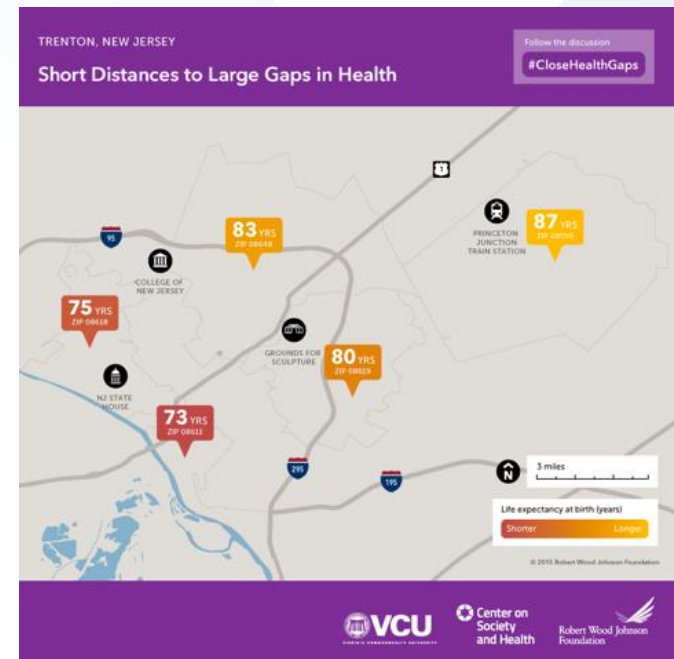 TRENTON, NEW JERSEY
Short Distances to Large Gaps in Health
Follow the discussion
#CloseHealthGaps
1
95
83 YRS
ZIP 08648
PRINCETON
JUNCTION
TRAIN STATION
87 YRS
ZIP 08550
COLLEGE OF
NEW JERSEY
75 YRS
ZIP 08618
GROUNDS FOR
SCULPTURE
80 YRS
ZIP 08619
NJ STATE
HOUSE
73 YRS
ZIP 08611
295
195
N
3 miles
Life expectancy at birth (years)
Shorter
Longer
© 2015 Robert Wood Johnson Foundation
VCU
VIRGINIA COMMONWEALTH UNIVERSITY
Center on
Society
and Health
Robert Wood Johnson
Foundation